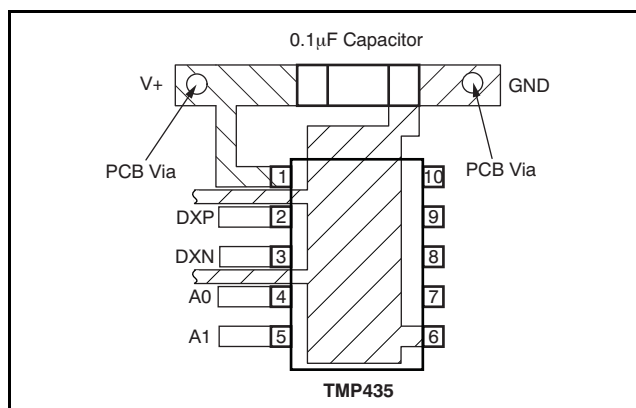 0.1μF Capacitor
V+
GND
PCB Via
PCB Via
1
10
DXP
2
9
DXN
3
8
A0
4
7
A1
5
6
TMP435